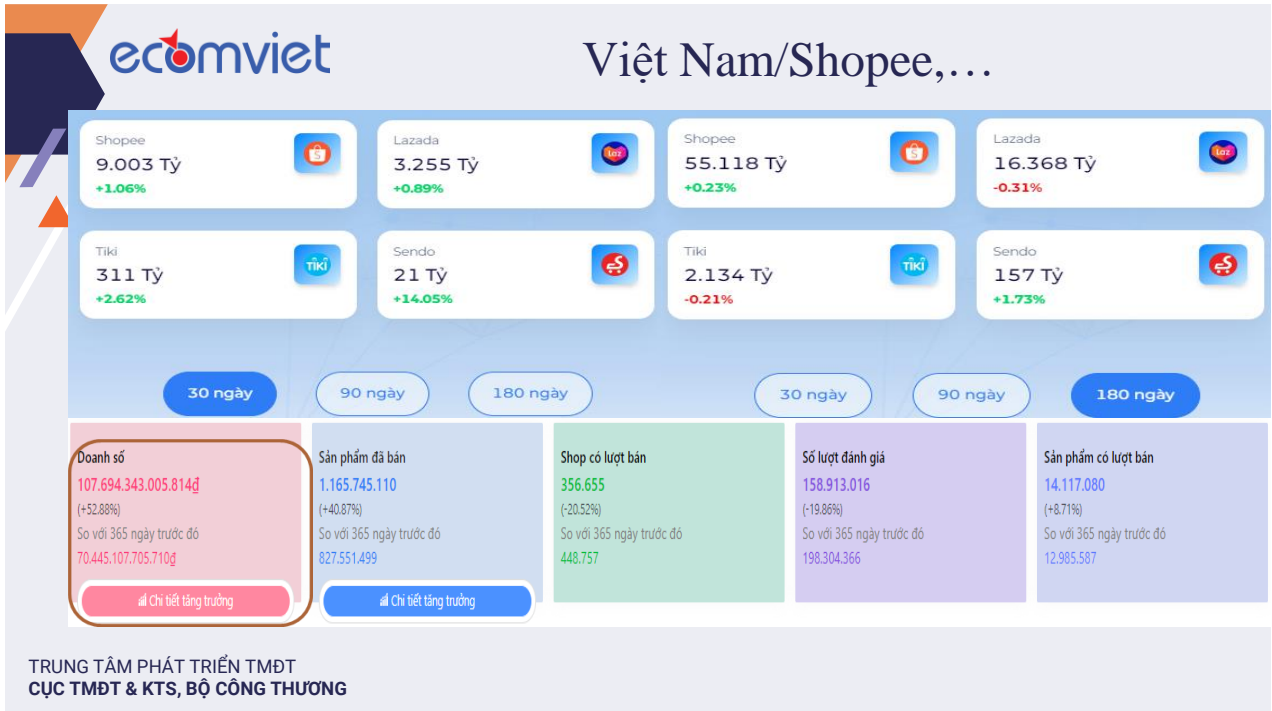 ecomviet
Việt Nam/Shopee,…
Shopee
9.003 Tỷ
+1.06%
Lazada
3.255 Tỷ
+0.89%
Shopee
55.118 Tỷ
+0.23%
Lazada
16.368 Tỷ
-0.31%
Tiki
311 Tỷ
+2.62%
TIKI
Sendo
21 Tỷ
+14.05%
Tiki
2.134 Tỷ
-0.21%
TIKI
Sendo
157 Tỷ
+1.73%
30 ngày
90 ngày
180 ngày
30 ngày
90 ngày
180 ngày
Doanh số
107.694.343.005.814₫
(+52.88%)
So với 365 ngày trước đó
70.445.107.705.710₫
Chi tiết tăng trưởng
Sản phẩm đã bán
1.165.745.110
(+40.87%)
So với 365 ngày trước đó
827.551.499
Chi tiết tăng trưởng
Shop có lượt bán
356.655
(-20.52%)
So với 365 ngày trước đó
448.757
Số lượt đánh giá
158.913.016
(-19.86%)
So với 365 ngày trước đó
198.304.366
Sản phẩm có lượt bán
14.117.080
(+8.71%)
So với 365 ngày trước đó
12.985.587
TRUNG TÂM PHÁT TRIỂN TMĐT
CỤC TMĐT & KTS, BỘ CÔNG THƯƠNG